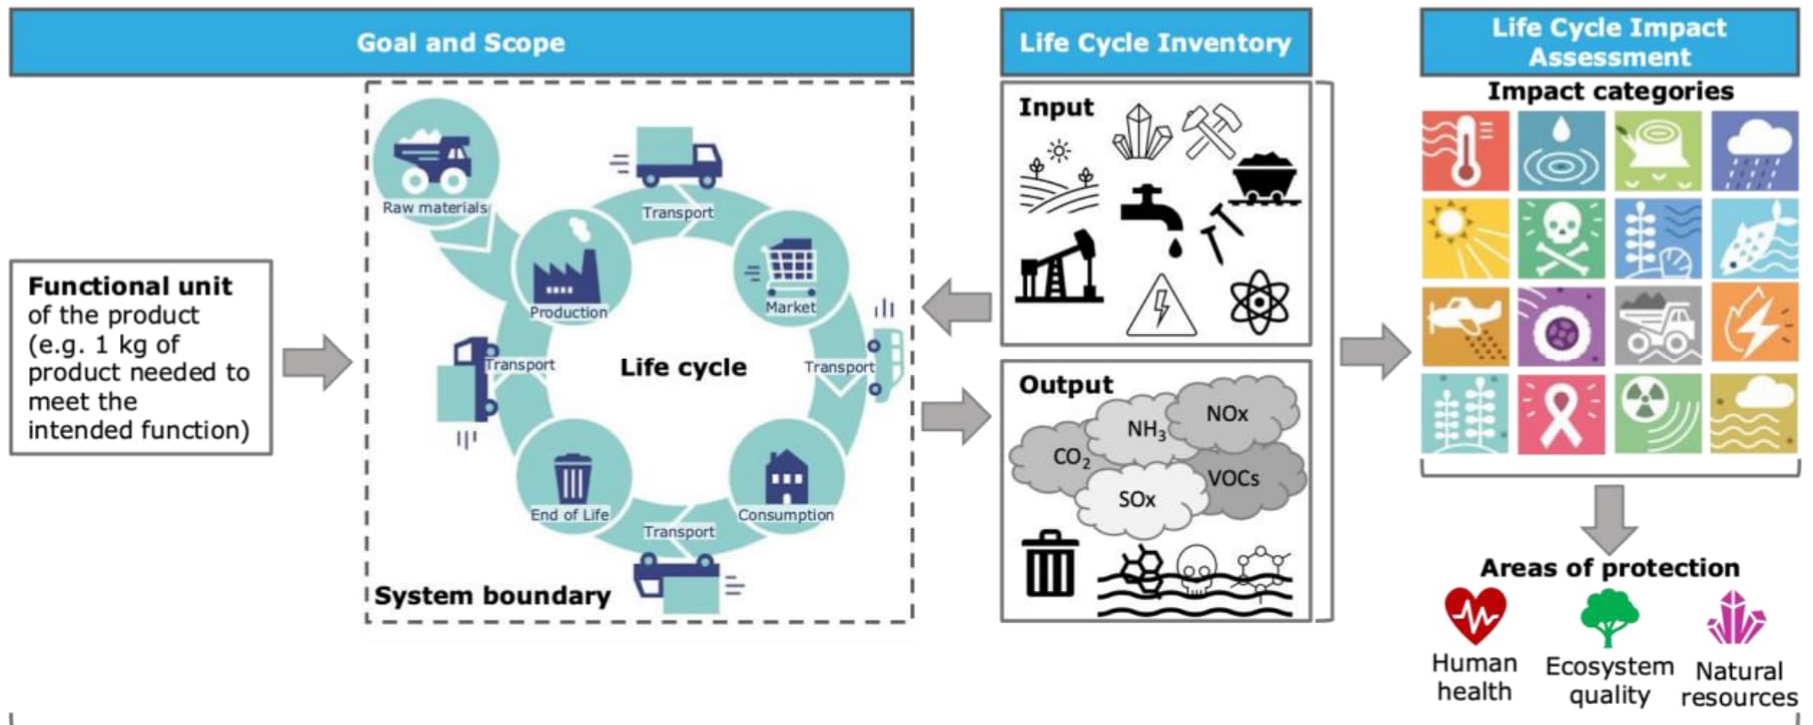 Goal and Scope
Functional unit
of the product
(e.g. 1 kg of
product needed to
meet the
intended function)
Raw materials
Transport
Production
Market
Transport
Life cycle
Transport
End of Life
Consumption
Transport
System boundary
Life Cycle Inventory
Input
Output
NOx
NH₃
CO₂
VOCs
SOx
Life Cycle Impact
Assessment
Impact categories
Areas of protection
Human
health
Ecosystem
quality
Natural
resources